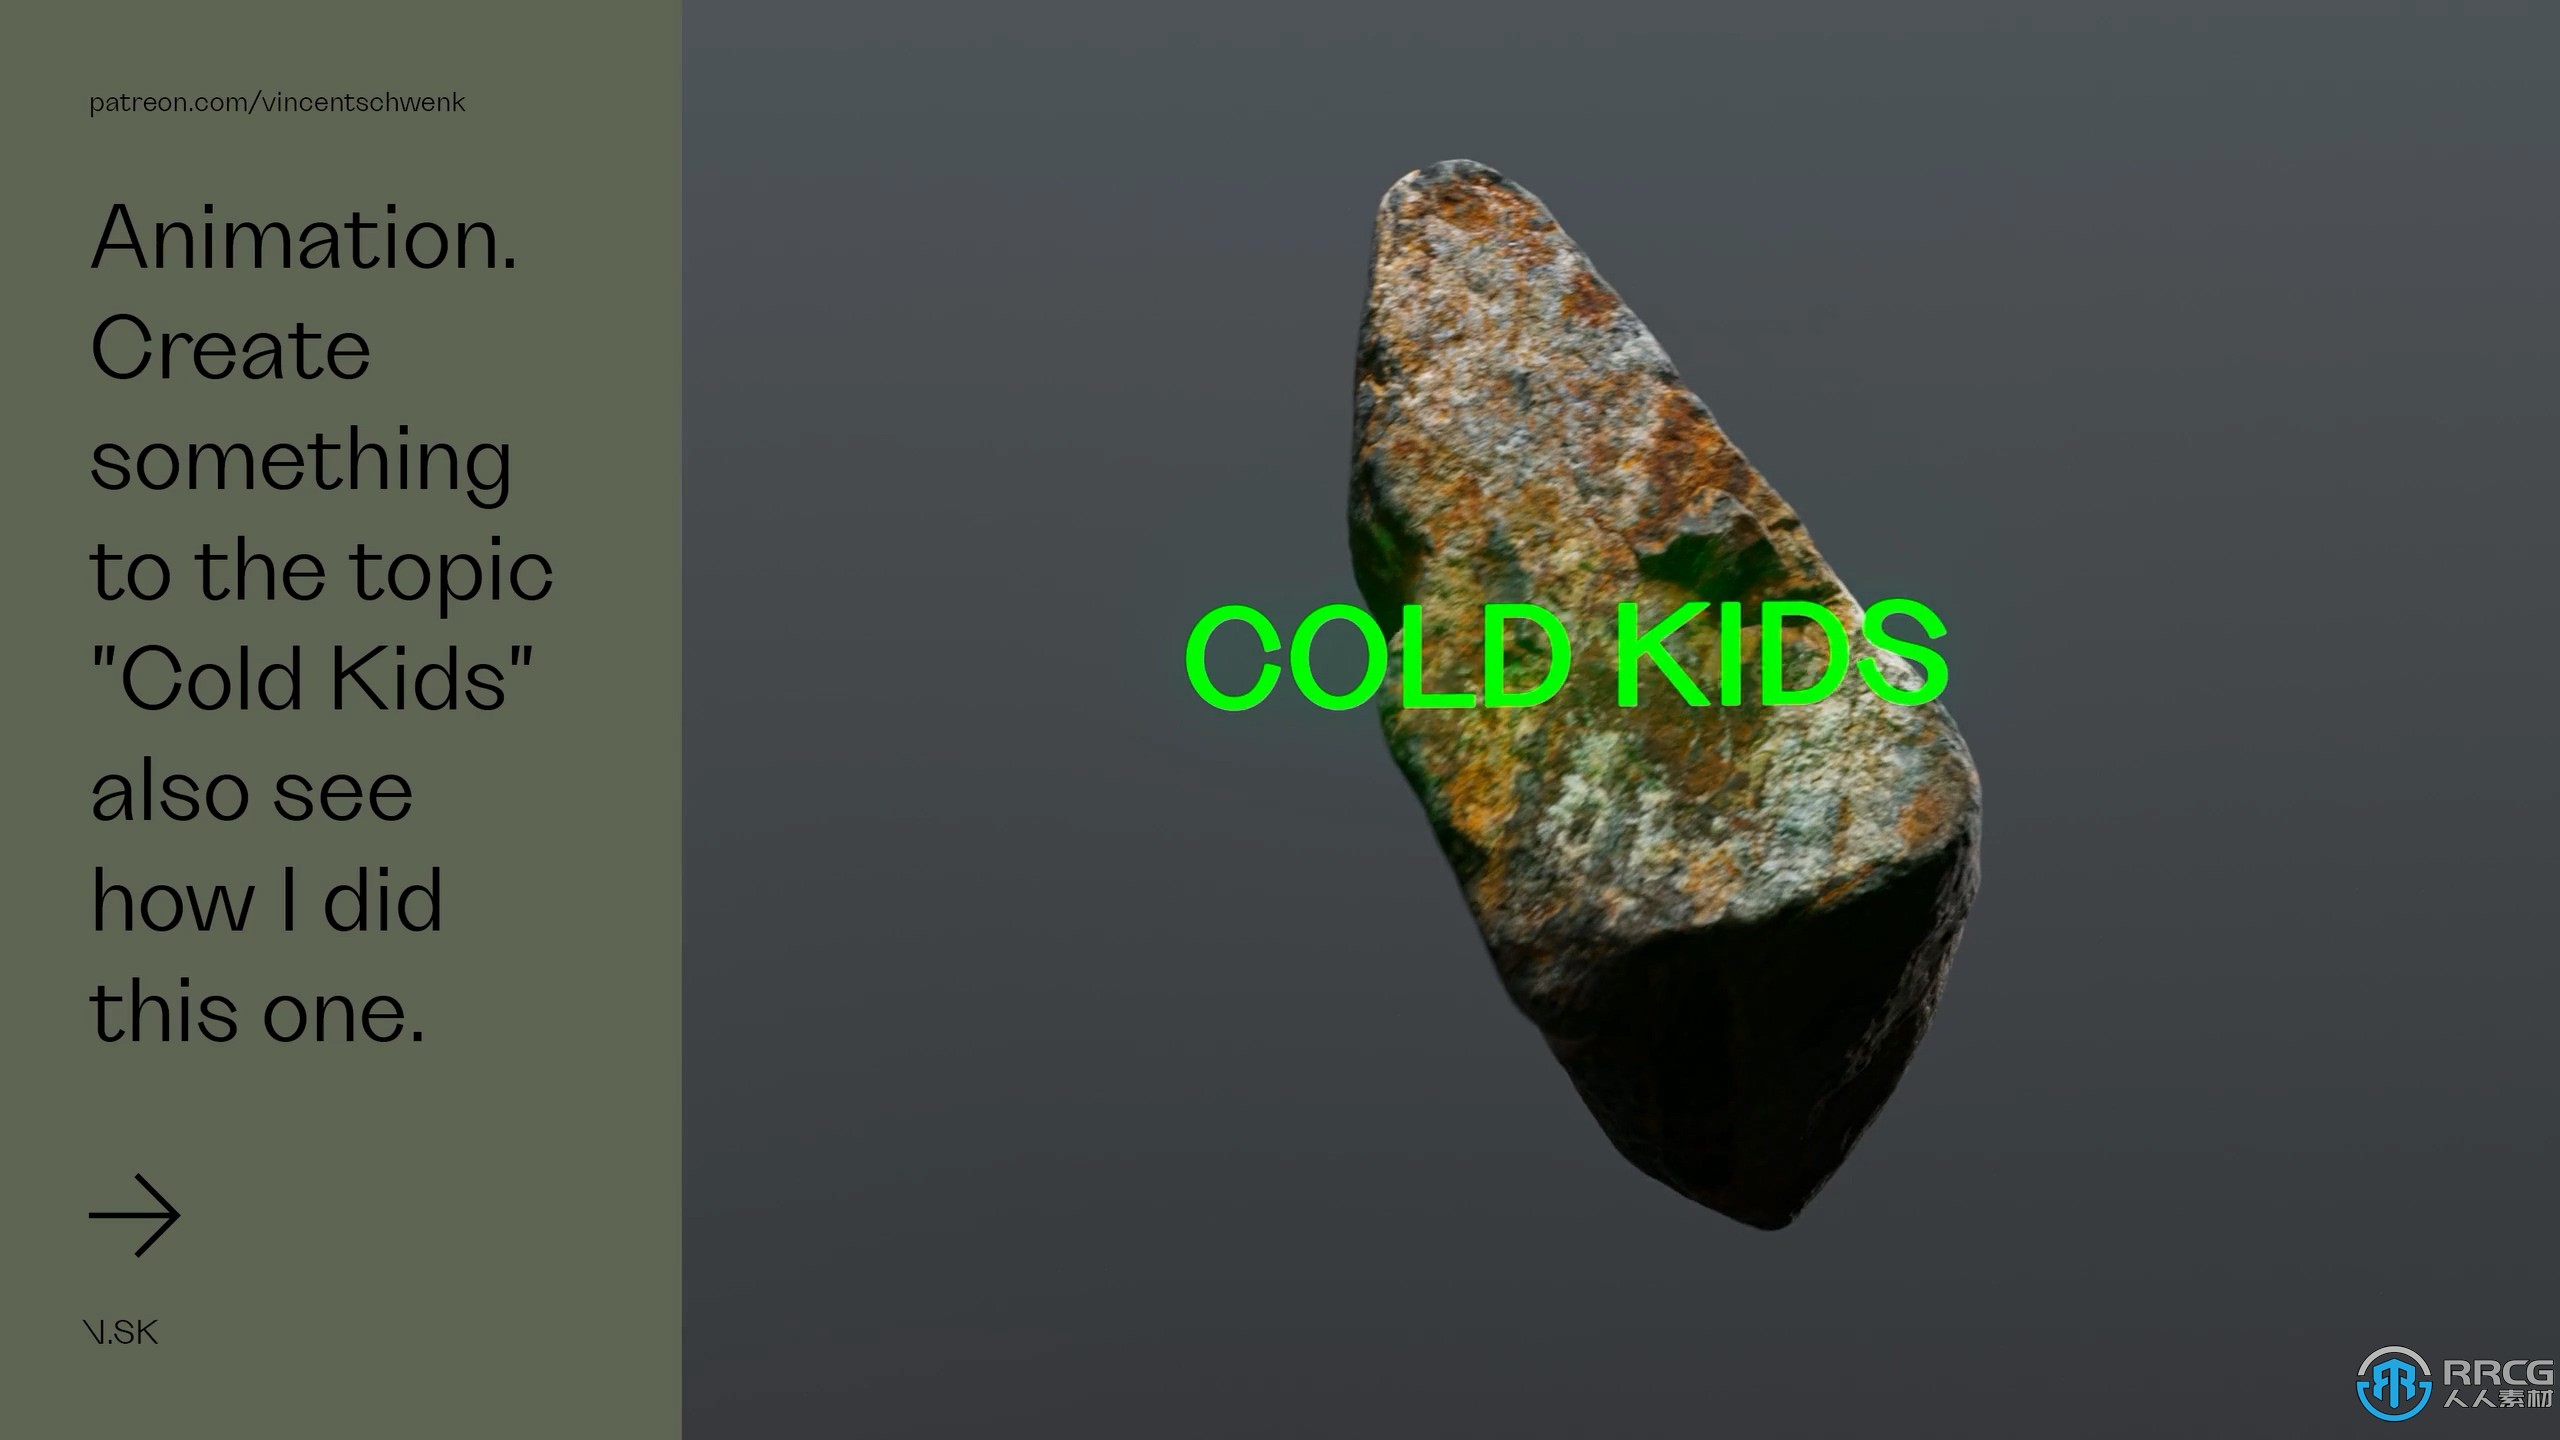 patreon.com/vincentschwenk
Animation.
Create
something
to the topic
"Cold Kids"
also see
how I did
this one.
V.SK
COLD KIDS
RRCG
人人素材